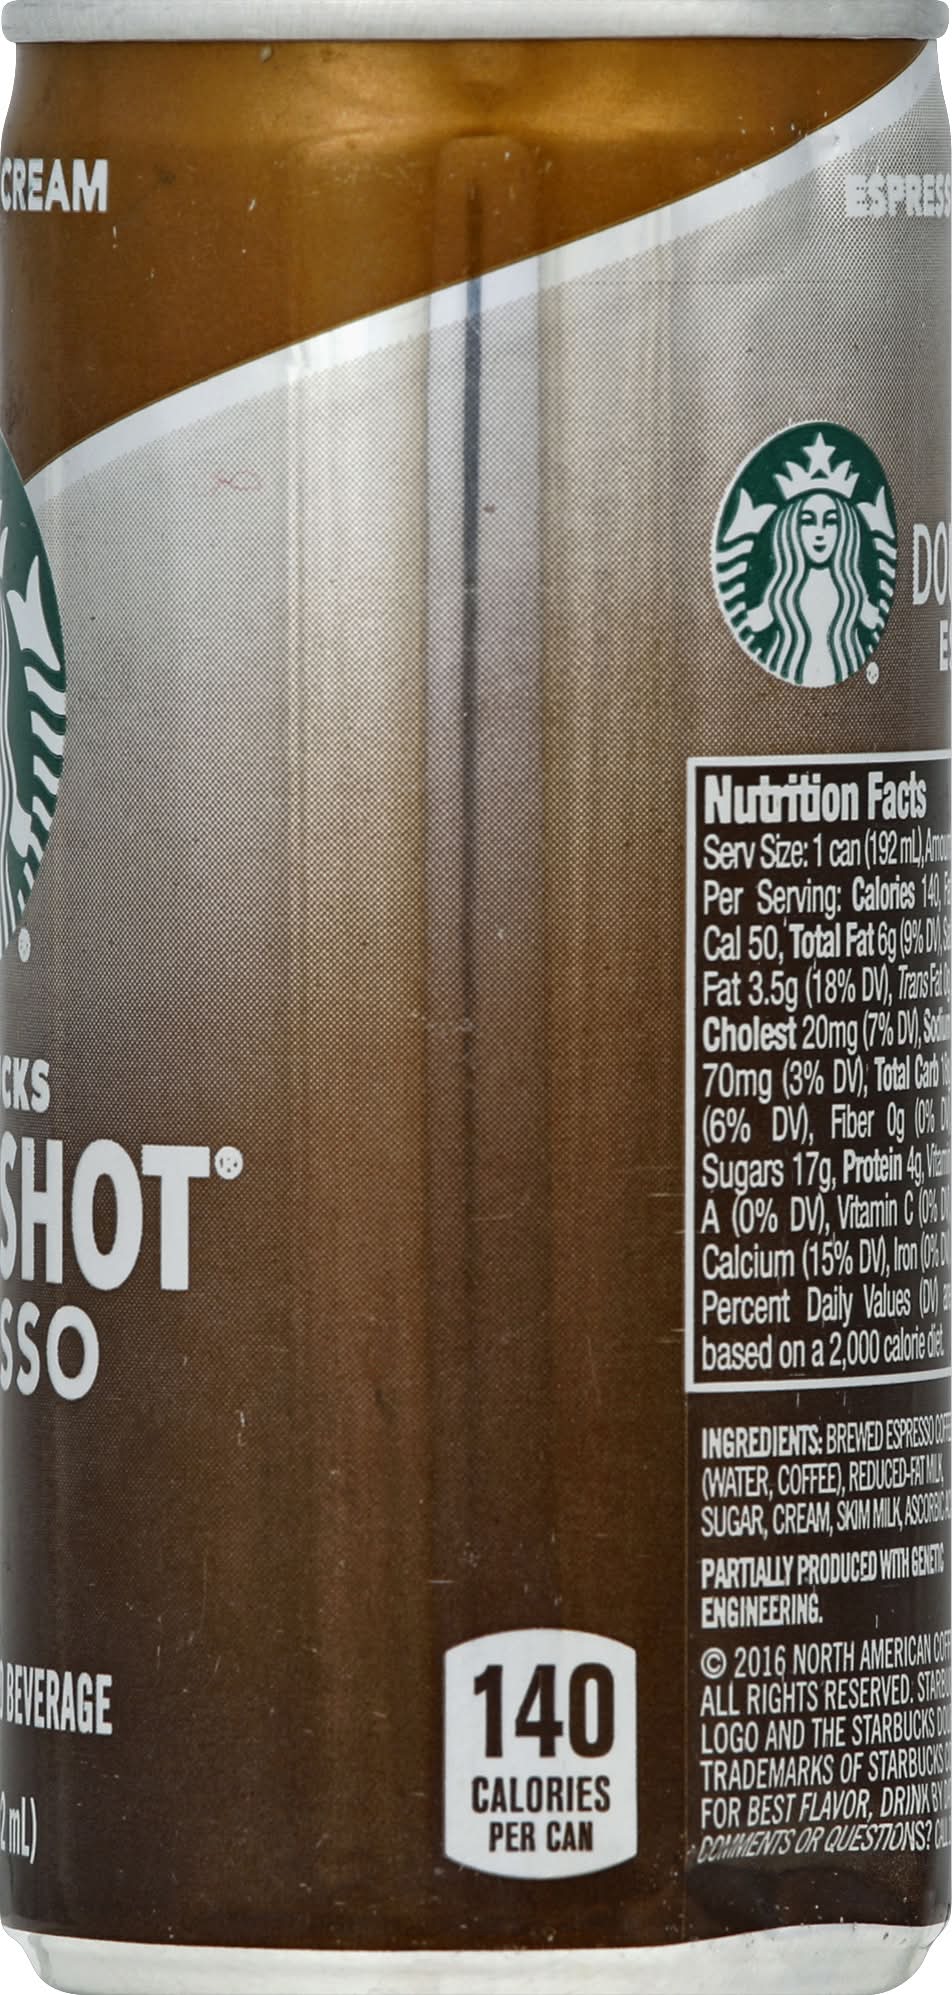 CREAM
CKS
SHOT®
SSO
BEVERAGE
mL)
140
CALORIES
PER CAN
Nutrition Facts
Serv Size: 1 can (192 mL),
Per Serving: Calories 140,
Cal 50, Total Fat 6g (9% DV),
Fat 3.5g (18% DV), Trans Fat
Cholest 20mg (7% DV),
70mg (3% DV), Total Carb
(6% DV), Fiber 0g (0%
Sugars 17g, Protein 4g,
A (0% DV), Vitamin C (0%
Calcium (15% DV), Iron (0%
Percent Daily Values (DV)
based on a 2,000 calorie diet.
INGREDIENTS: BREWED ESPRESSO
(WATER, COFFEE), REDUCED-FAT MILK,
SUGAR, CREAM, SKIM MILK,
PARTIALLY PRODUCED WITH GENETIC
ENGINEERING.
© 2016 NORTH AMERICAN
ALL RIGHTS RESERVED.
LOGO AND THE STARBUCKS
TRADEMARKS OF STARBUCKS
FOR BEST FLAVOR, DRINK
COMMENTS OR QUESTIONS?